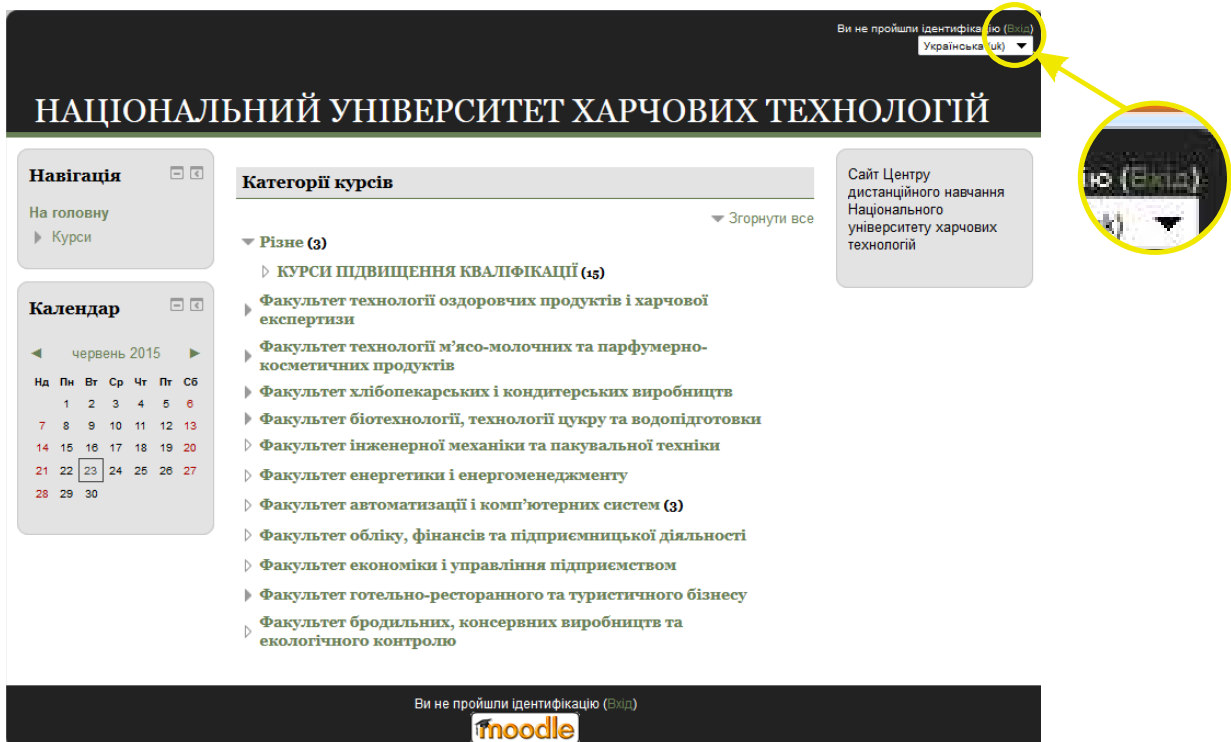 Ви не пройшли ідентифікацію (Вхід)
Українська (uk)
НАЦІОНАЛЬНИЙ УНІВЕРСИТЕТ ХАРЧОВИХ ТЕХНОЛОГІЙ
Навігація
На головну
Курси
Календар
червень 2015
Нд Пн Вт Ср Чт Пт Сб
1 2 3 4 5 6
7 8 9 10 11 12 13
14 15 16 17 18 19 20
21 22 23 24 25 26 27
28 29 30
Категорії курсів
Згорнути все
Різне (3)
КУРСИ ПІДВИЩЕННЯ КВАЛІФІКАЦІЇ (15)
Факультет технології оздоровчих продуктів і харчової
експертизи
Факультет технології м’ясо-молочних та парфумерно-
косметичних продуктів
Факультет хлібопекарських і кондитерських виробництв
Факультет біотехнології, технології цукру та водопідготовки
Факультет інженерної механіки та пакувальної техніки
Факультет енергетики і енергоменеджменту
Факультет автоматизації і комп’ютерних систем (3)
Факультет обліку, фінансів та підприємницької діяльності
Факультет економіки і управління підприємством
Факультет готельно-ресторанного та туристичного бізнесу
Факультет бродильних, консервних виробництв та
екологічного контролю
Сайт Центру
дистанційного навчання
Національного
університету харчових
технологій
ію (Вхід)
k)
Ви не пройшли ідентифікацію (Вхід)
moodle